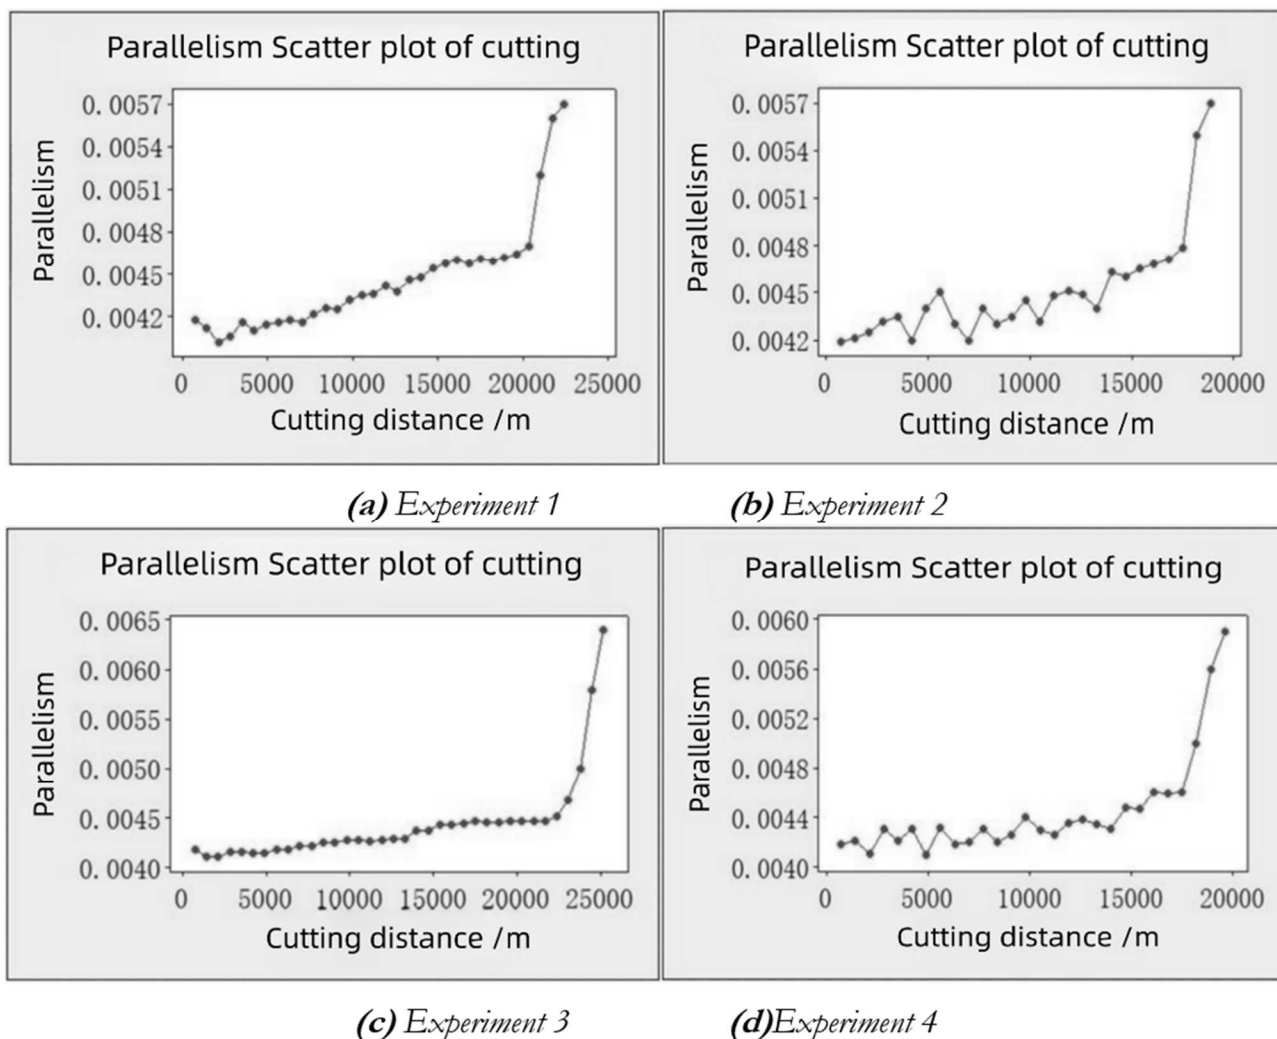 Parallelism Scatter plot of cutting
Parallelism
0.0057
0.0054
0.0051
0.0048
0.0045
0.0042
0 5000 10000 15000 20000 25000
Cutting distance /m
(a) Experiment 1
Parallelism Scatter plot of cutting
Parallelism
0.0057
0.0054
0.0051
0.0048
0.0045
0.0042
0 5000 10000 15000 20000
Cutting distance /m
(b) Experiment 2
Parallelism Scatter plot of cutting
Parallelism
0.0065
0.0060
0.0055
0.0050
0.0045
0.0040
0 5000 10000 15000 20000 25000
Cutting distance /m
(c) Experiment 3
Parallelism Scatter plot of cutting
Parallelism
0.0060
0.0056
0.0052
0.0048
0.0044
0.0040
0 5000 10000 15000 20000
Cutting distance /m
(d)Experiment 4